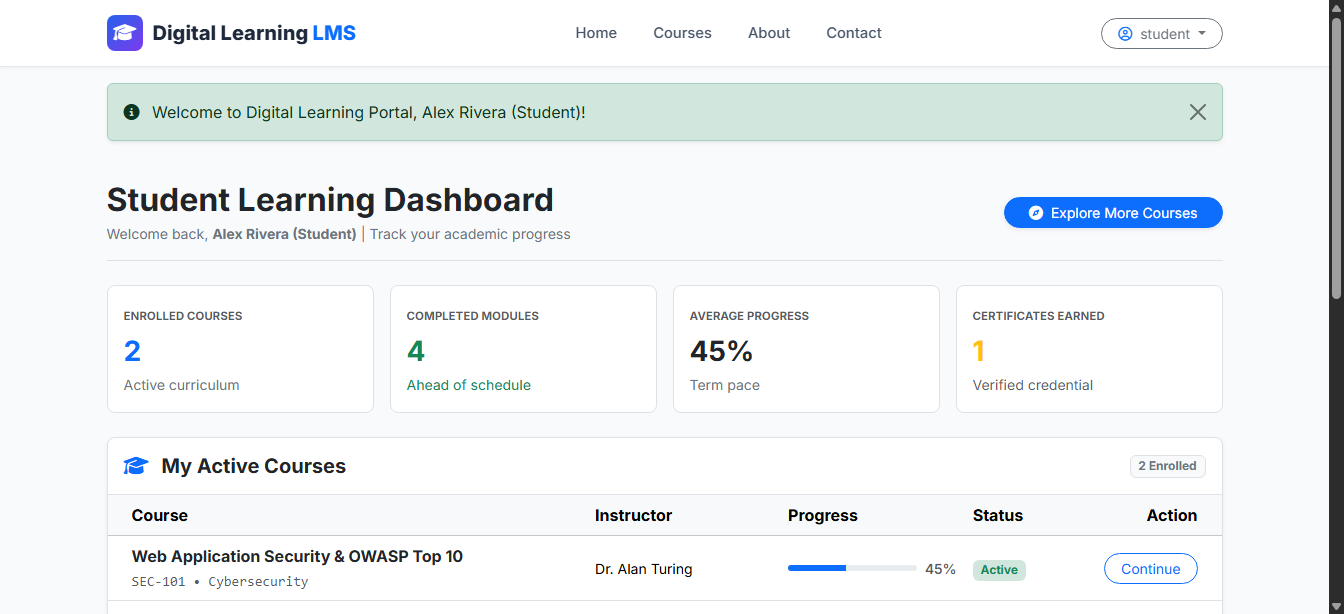 Digital Learning LMS
Home
Courses
About
Contact
student
Welcome to Digital Learning Portal, Alex Rivera (Student)!
Student Learning Dashboard
Welcome back, Alex Rivera (Student) | Track your academic progress
Explore More Courses
ENROLLED COURSES
2
Active curriculum
COMPLETED MODULES
4
Ahead of schedule
AVERAGE PROGRESS
45%
Term pace
CERTIFICATES EARNED
1
Verified credential
My Active Courses
2 Enrolled
Course
Instructor
Progress
Status
Action
Web Application Security & OWASP Top 10
SEC-101 • Cybersecurity
Dr. Alan Turing
45%
Active
Continue